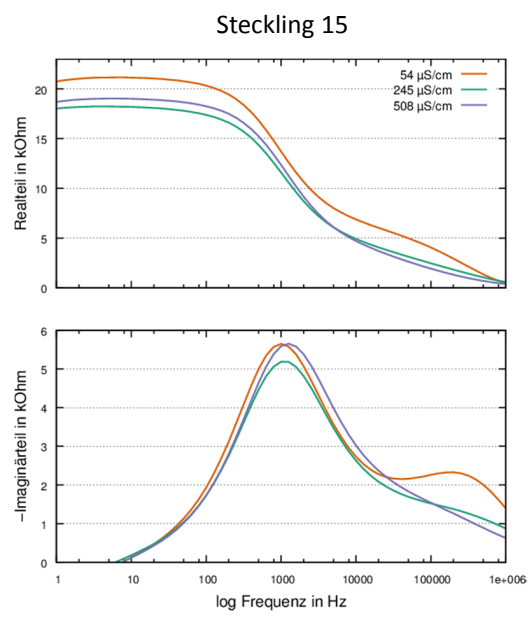 Steckling 15
54 µS/cm
245 µS/cm
508 µS/cm
Realteil in kOhm
20
15
10
5
0
−Imaginärteil in kOhm
6
5
4
3
2
1
0
1 10 100 1000 10000 100000 1e+006
log Frequenz in Hz